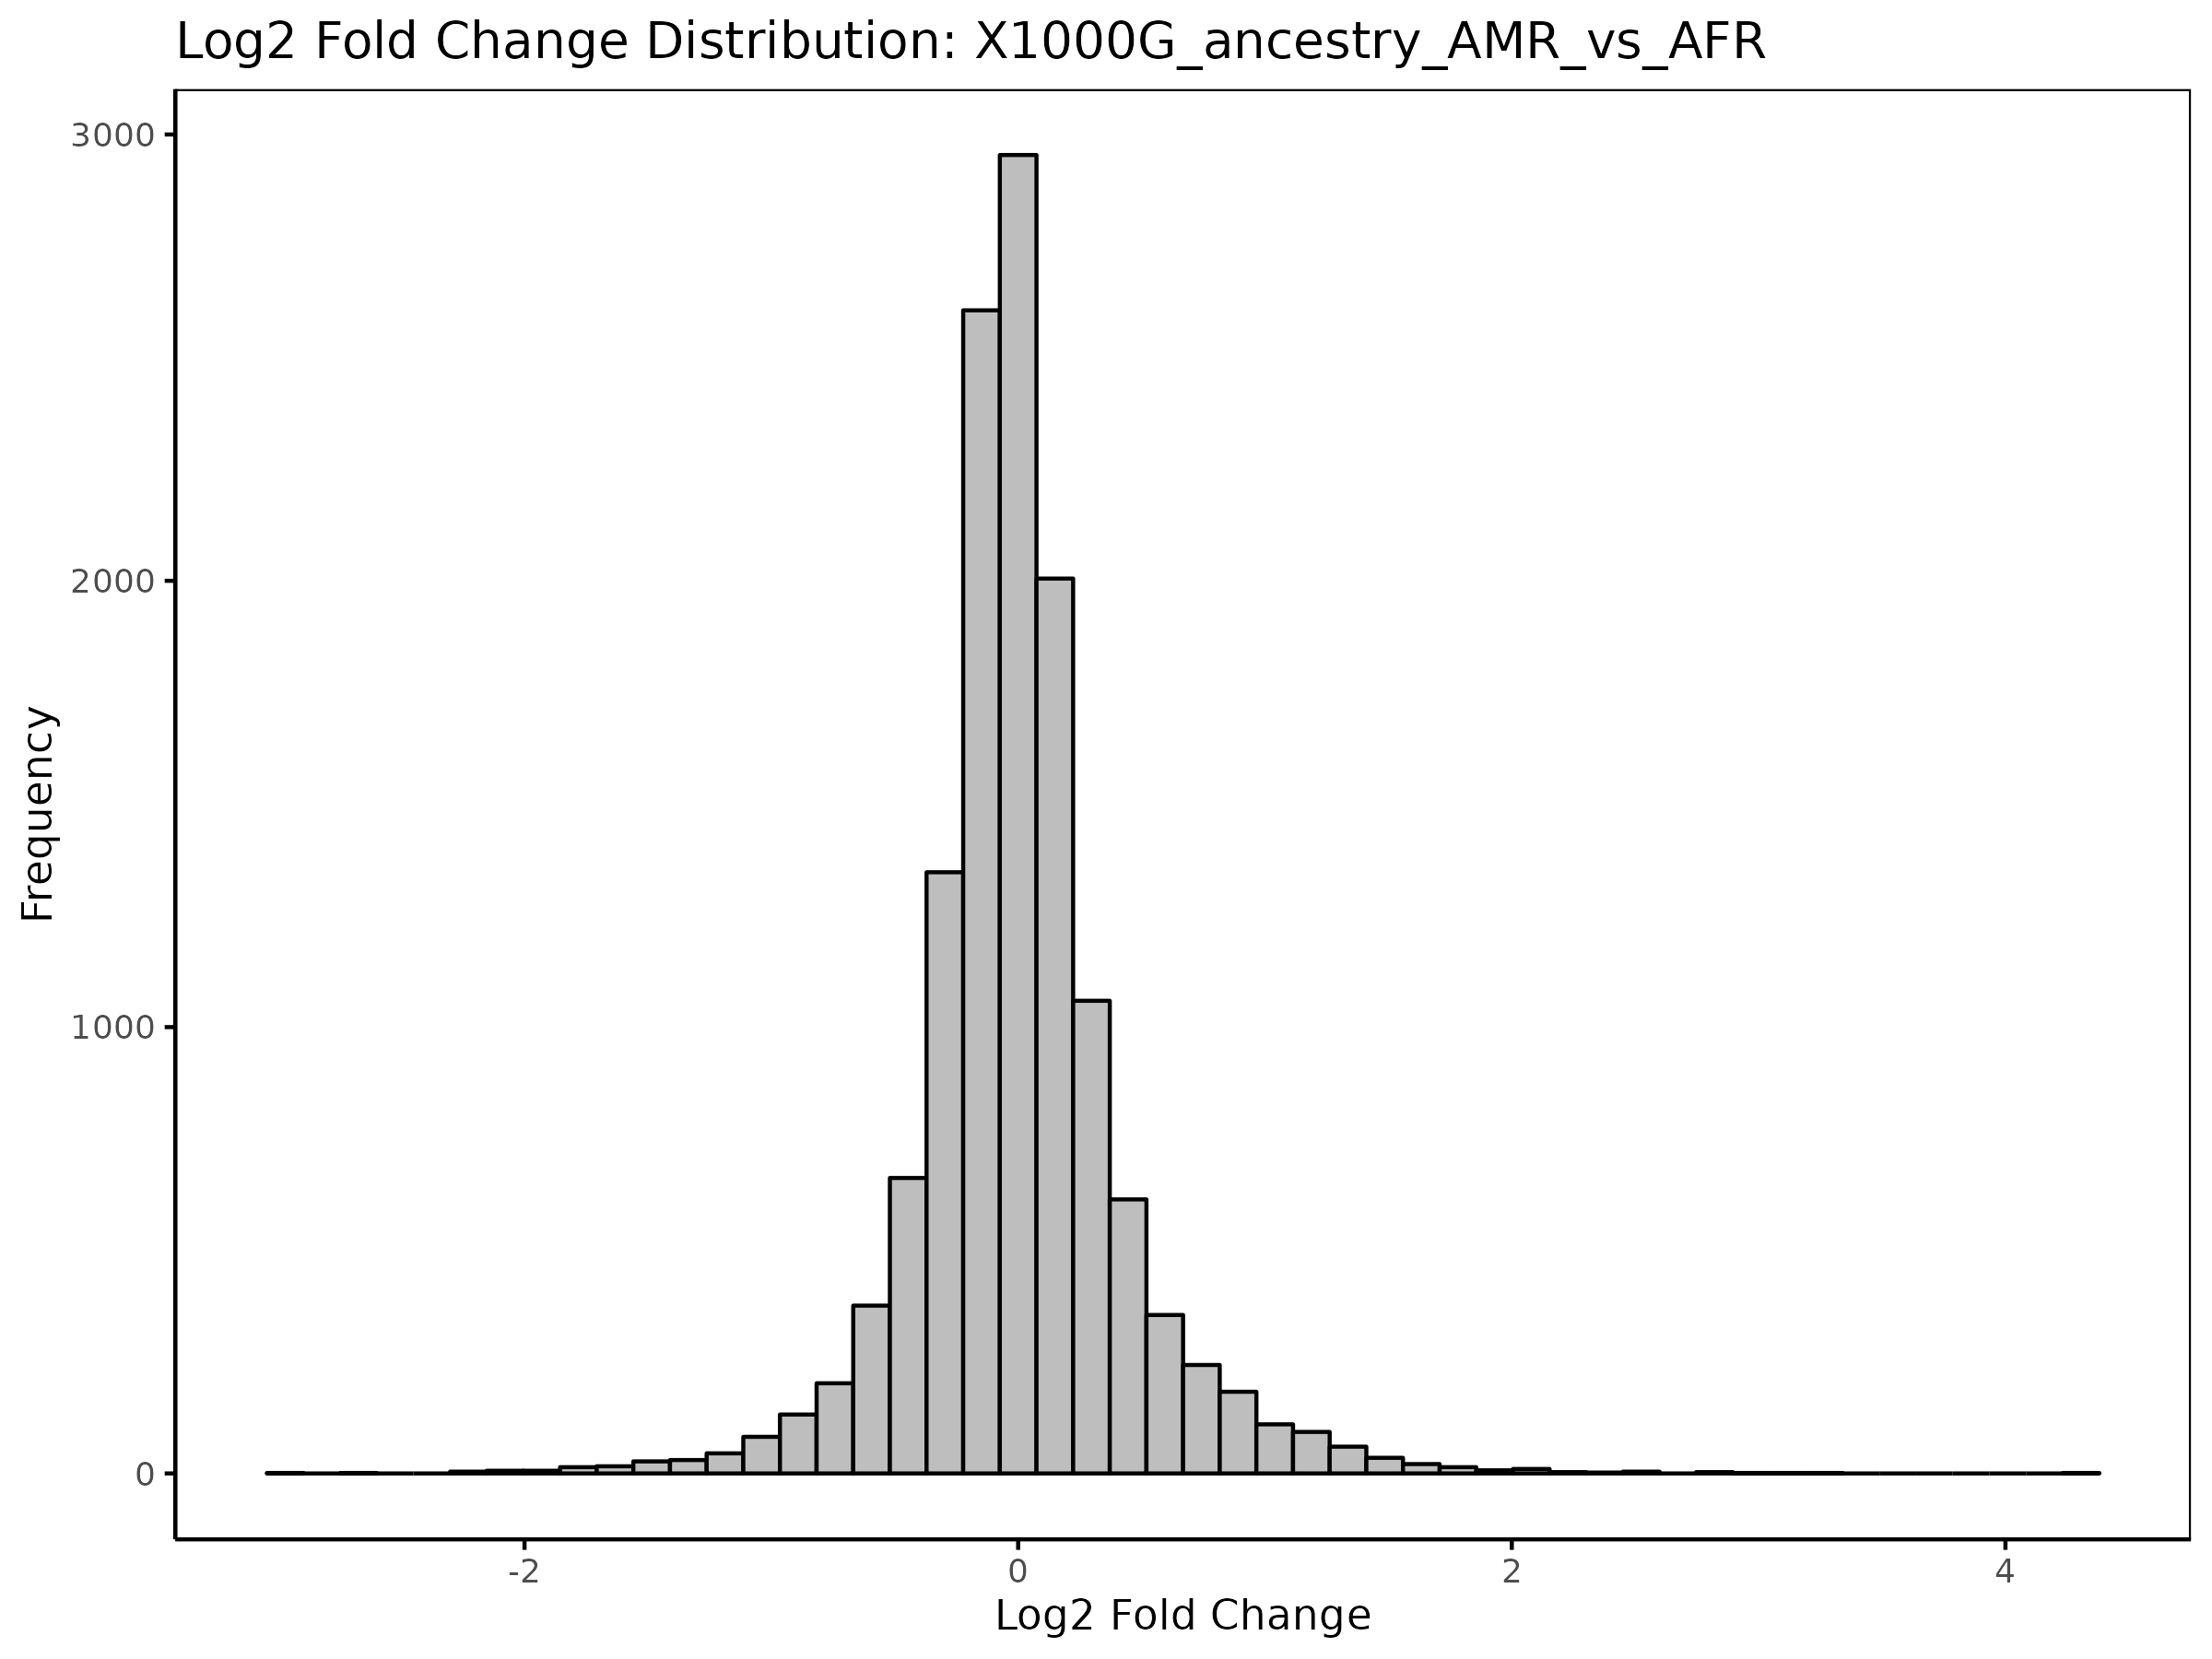 Log2 Fold Change Distribution: X1000G_ancestry_AMR_vs_AFR
3000
2000
1000
0
Frequency
-2 0 2 4
Log2 Fold Change